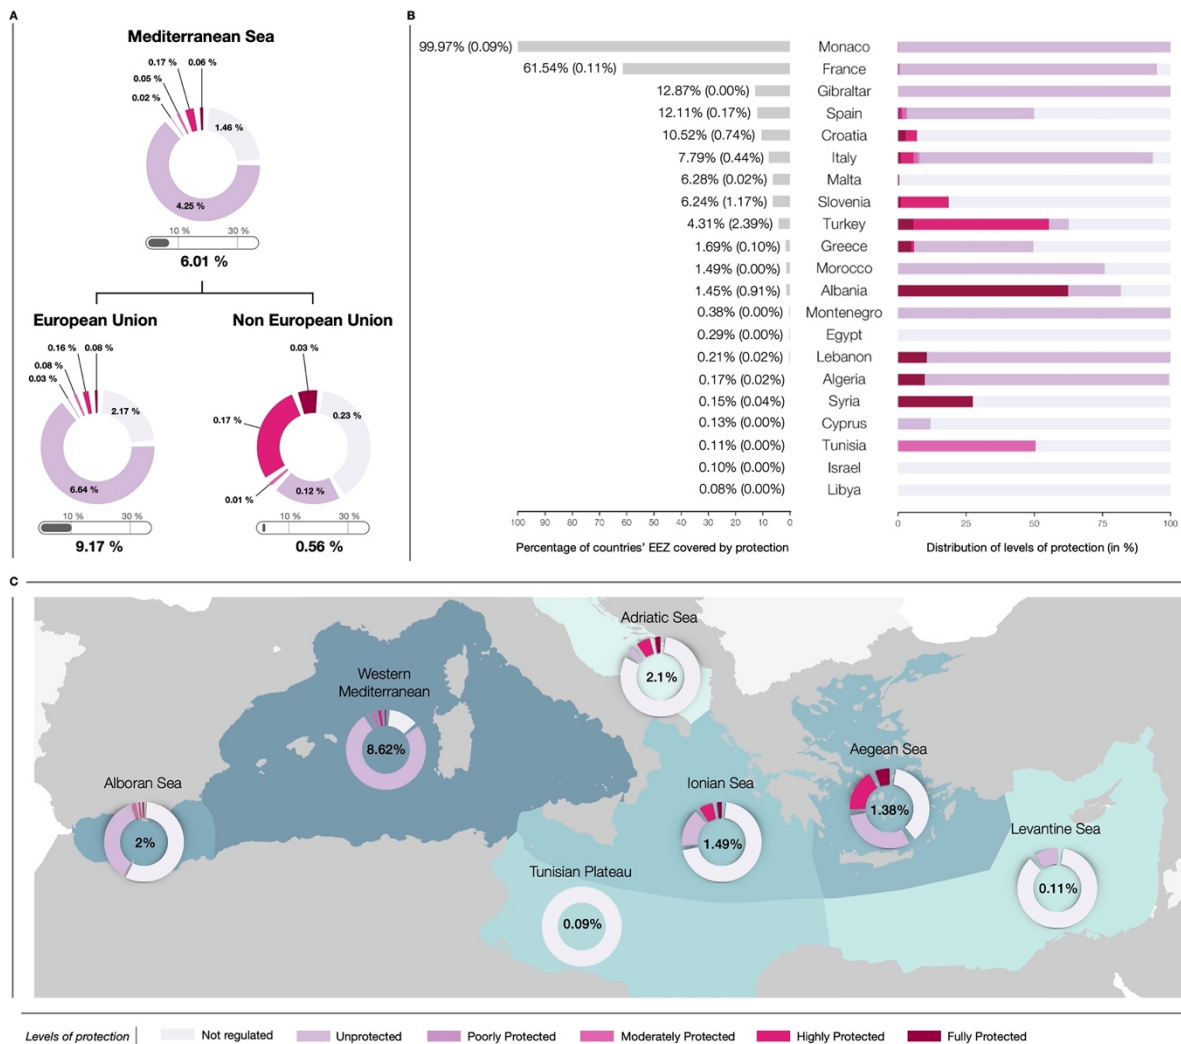 A
Mediterranean Sea
0.17 %
0.06 %
0.05 %
0.02 %
1.46 %
4.25 %
10 %
30 %
6.01 %
European Union
0.16 %
0.08 %
0.08 %
0.03 %
2.17 %
6.64 %
10 %
30 %
9.17 %
Non European Union
0.03 %
0.17 %
0.23 %
0.01 %
0.12 %
10 %
30 %
0.56 %
B
99.97% (0.09%) Monaco
61.54% (0.11%) France
12.87% (0.00%) Gibraltar
12.11% (0.17%) Spain
10.52% (0.74%) Croatia
7.79% (0.44%) Italy
6.28% (0.02%) Malta
6.24% (1.17%) Slovenia
4.31% (2.39%) Turkey
1.69% (0.10%) Greece
1.49% (0.00%) Morocco
1.45% (0.91%) Albania
0.38% (0.00%) Montenegro
0.29% (0.00%) Egypt
0.21% (0.02%) Lebanon
0.17% (0.02%) Algeria
0.15% (0.04%) Syria
0.13% (0.00%) Cyprus
0.11% (0.00%) Tunisia
0.10% (0.00%) Israel
0.08% (0.00%) Libya
100 90 80 70 60 50 40 30 20 10 0
0 25 50 75 100
Percentage of countries' EEZ covered by protection
Distribution of levels of protection (in %)
C
Adriatic Sea
2.1%
Western
Mediterranean
8.62%
Alboran Sea
2%
Ionian Sea
1.49%
Aegean Sea
1.38%
Levantine Sea
0.11%
Tunisian Plateau
0.09%
Levels of protection
Not regulated
Unprotected
Poorly Protected
Moderately Protected
Highly Protected
Fully Protected